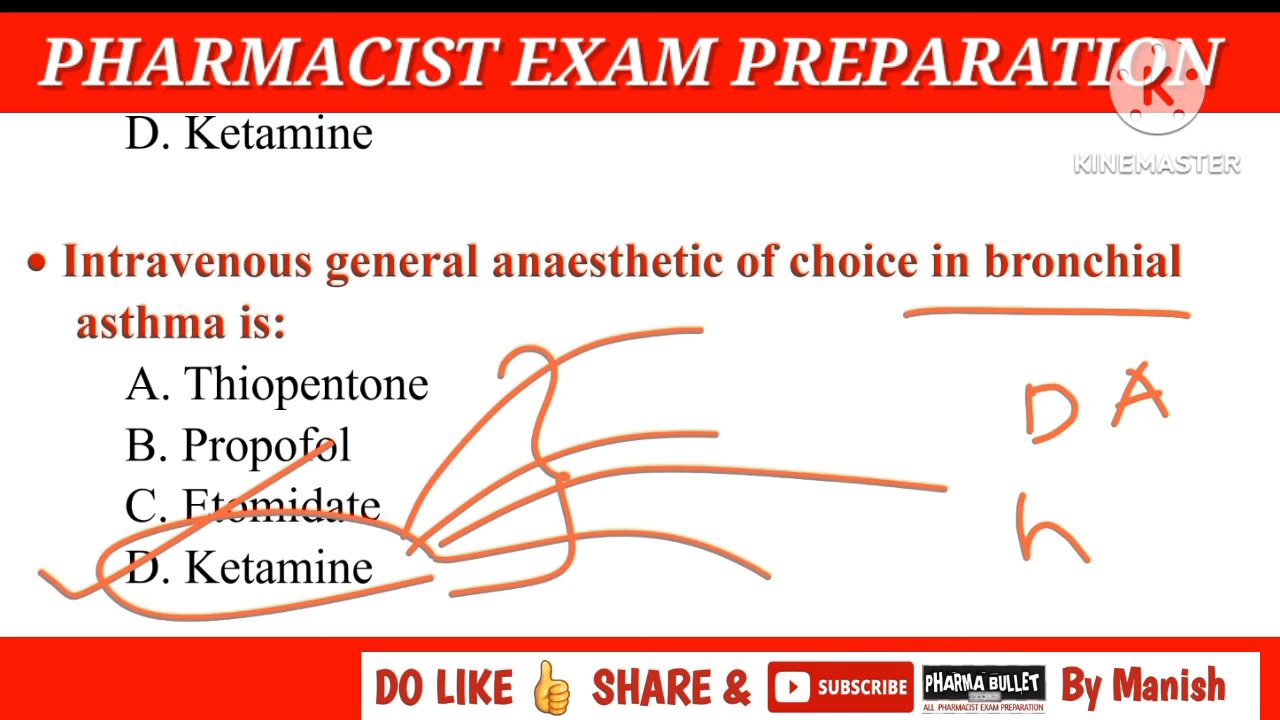 PHARMACIST EXAM PREPARATION
K
KINEMASTER
D. Ketamine
• Intravenous general anaesthetic of choice in bronchial
asthma is:
A. Thiopentone
B. Propofol
C. Etomidate
D. Ketamine
D A
h
DO LIKE SHARE & SUBSCRIBE PHARMA BULLET By Manish
ALL PHARMACIST EXAM PREPARATION